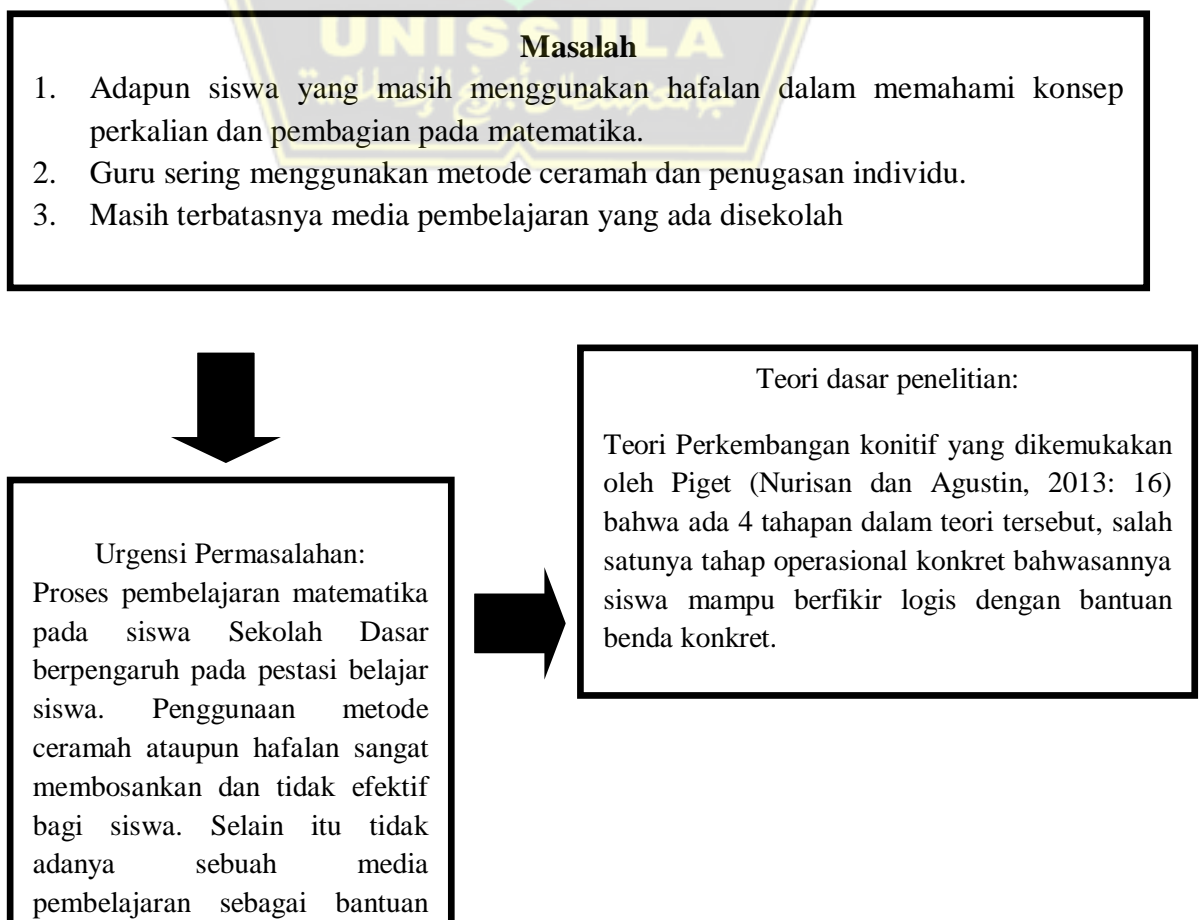 UNISSULA
Masalah
1. Adapun siswa yang masih menggunakan hafalan dalam memahami konsep
perkalian dan pembagian pada matematika.
2. Guru sering menggunakan metode ceramah dan penugasan individu.
3. Masih terbatasnya media pembelajaran yang ada disekolah
Urgensi Permasalahan:
Proses pembelajaran matematika
pada siswa Sekolah Dasar
berpengaruh pada pestasi belajar
siswa. Penggunaan metode
ceramah ataupun hafalan sangat
membosankan dan tidak efektif
bagi siswa. Selain itu tidak
adanya sebuah media
pembelajaran sebagai bantuan
Teori dasar penelitian:
Teori Perkembangan konitif yang dikemukakan
oleh Piget (Nurisan dan Agustin, 2013: 16)
bahwa ada 4 tahapan dalam teori tersebut, salah
satunya tahap operasional konkret bahwasannya
siswa mampu berfikir logis dengan bantuan
benda konkret.